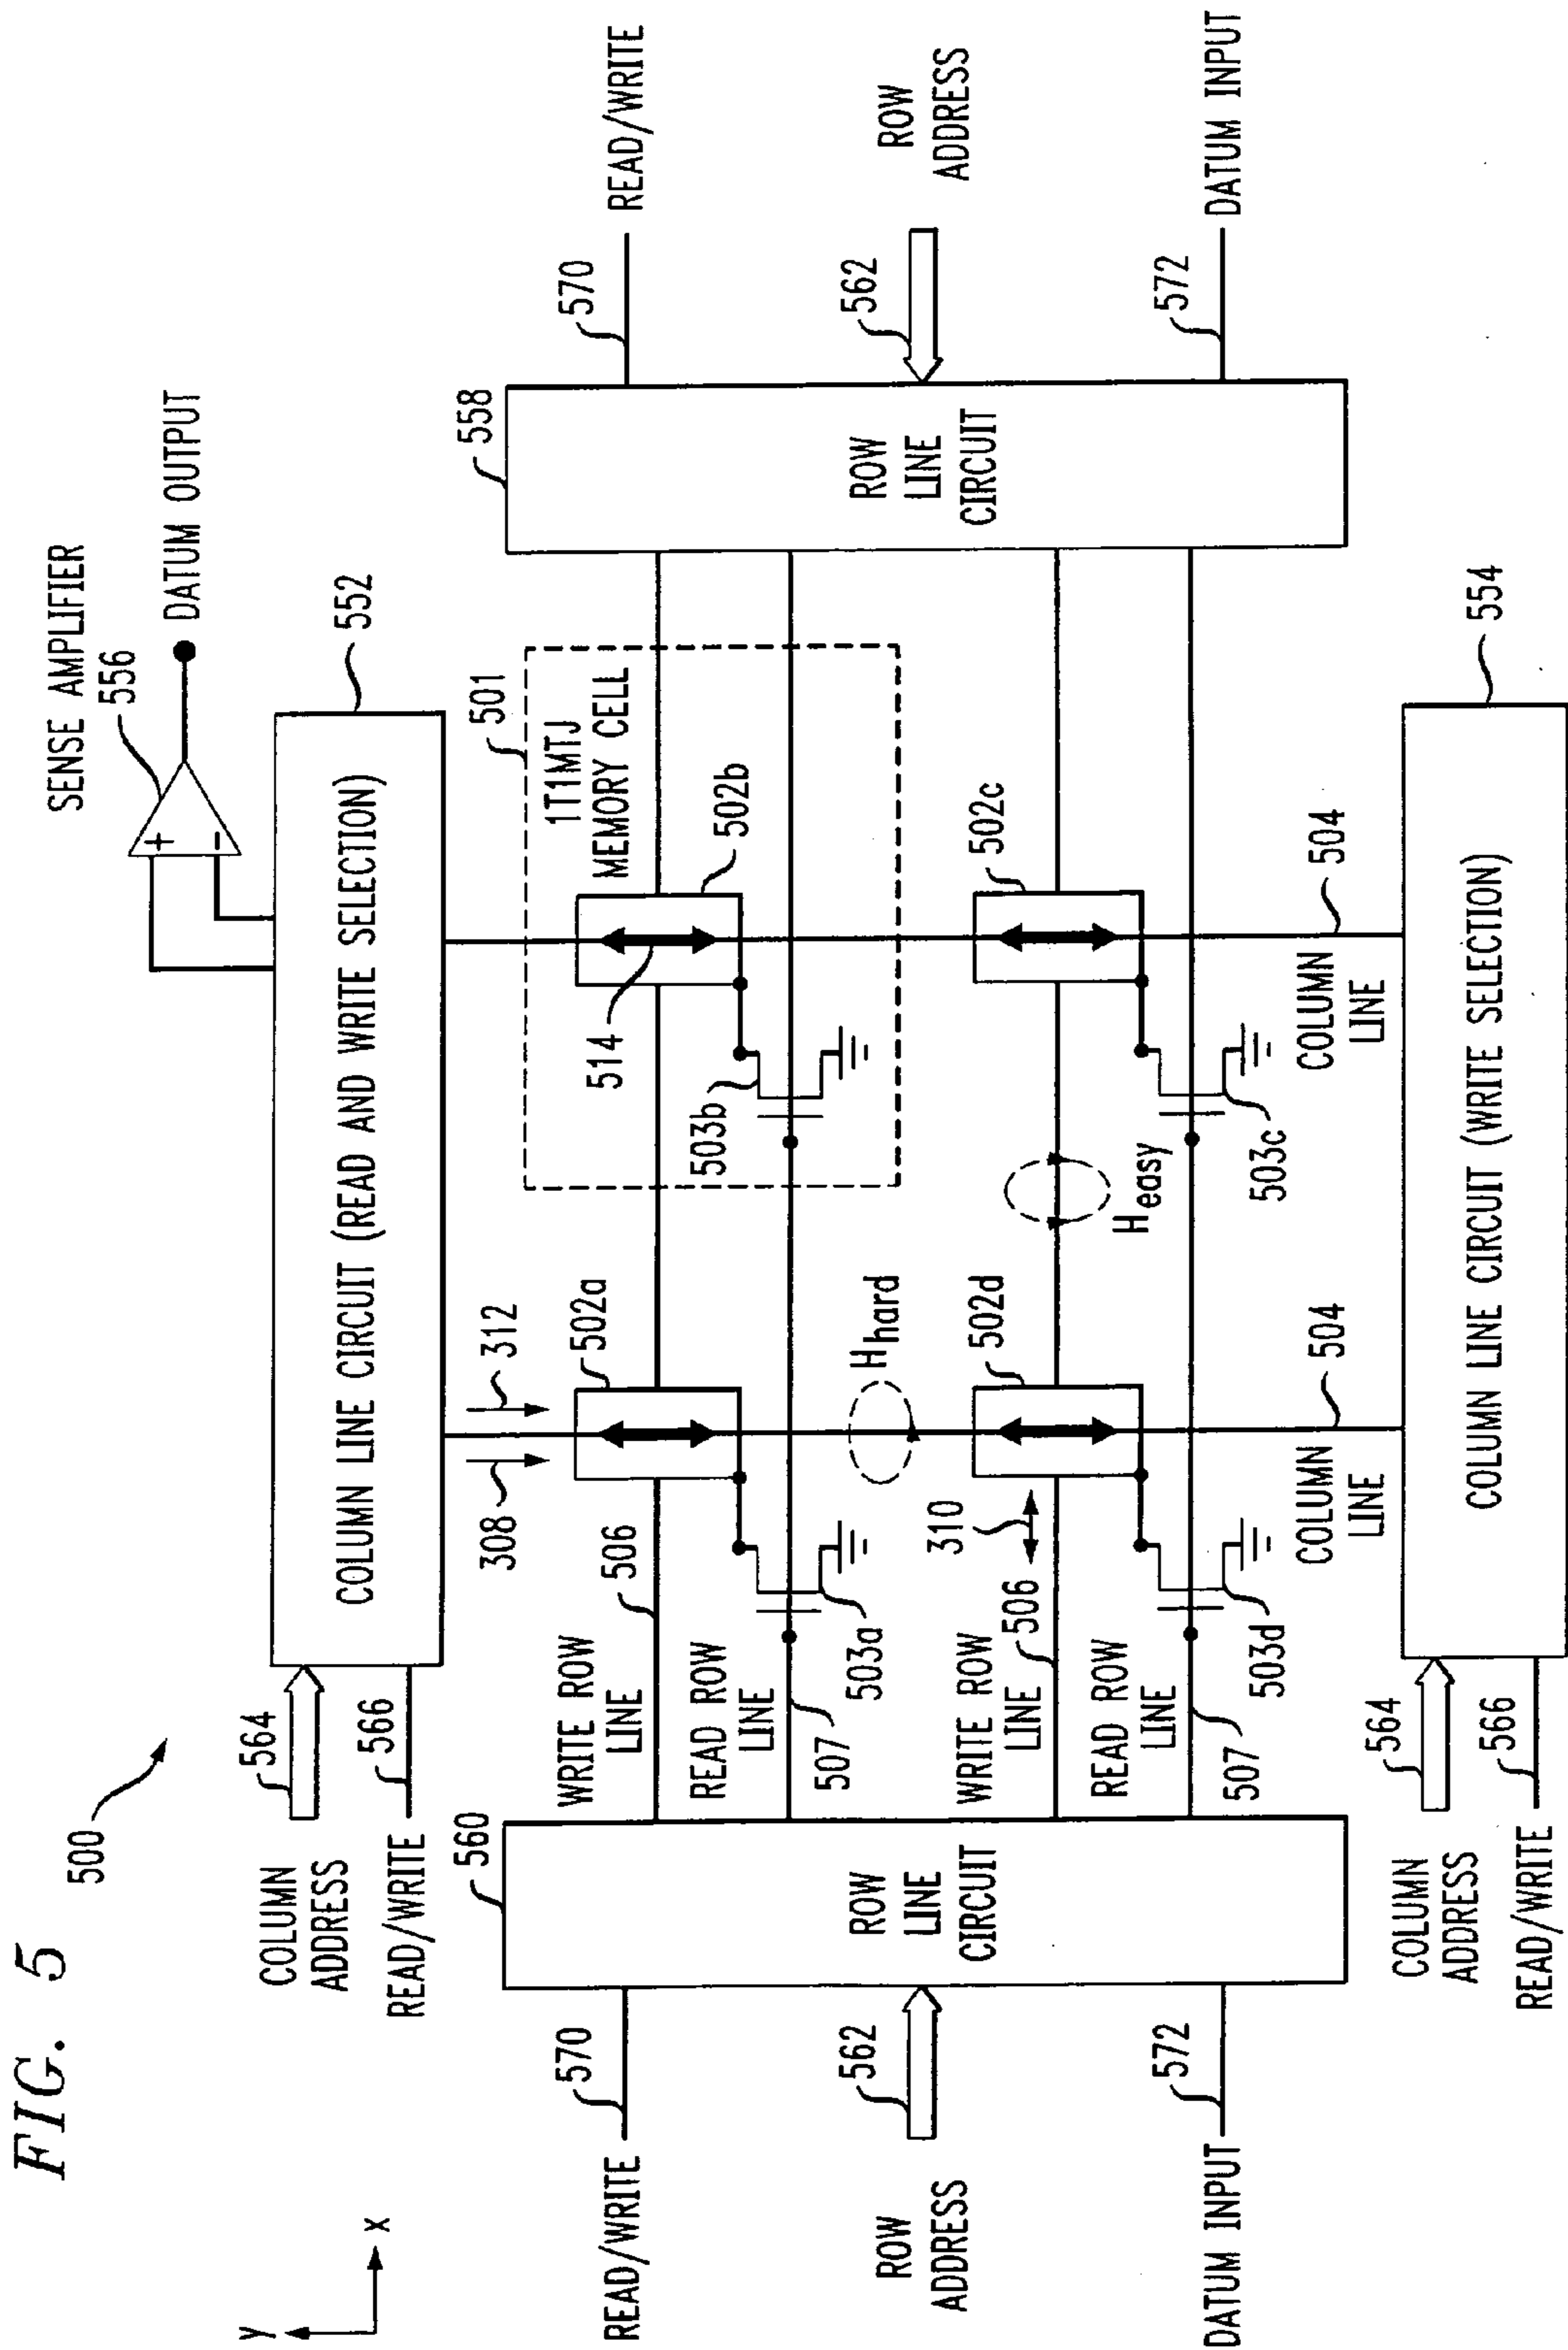 FIG. 5
500
y
x
SENSE AMPLIFIER
556
+
-
DATUM OUTPUT
552
564
COLUMN
ADDRESS
566
READ/WRITE
COLUMN LINE CIRCUIT (READ AND WRITE SELECTION)
308
312
501
1T1MTJ
MEMORY CELL
560
ROW
LINE
CIRCUIT
570
READ/WRITE
562
ROW
ADDRESS
572
DATUM INPUT
WRITE ROW
LINE
506
READ ROW
LINE
507
502a
503a
502b
514
503b
Hhard
WRITE ROW
LINE
506
310
READ ROW
LINE
507
502d
503d
Heasy
502c
503c
558
ROW
LINE
CIRCUIT
570
READ/WRITE
562
ROW
ADDRESS
572
DATUM INPUT
COLUMN
LINE
504
COLUMN
LINE
504
554
564
COLUMN
ADDRESS
566
READ/WRITE
COLUMN LINE CIRCUIT (WRITE SELECTION)